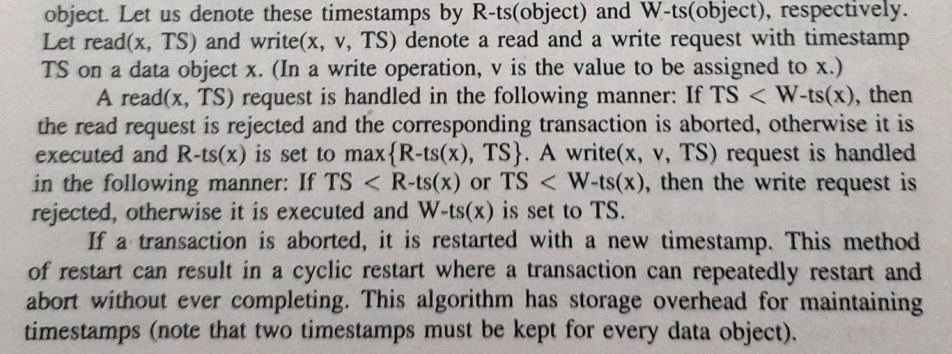 object. Let us denote these timestamps by R-ts(object) and W-ts(object), respectively.
Let read(x, TS) and write(x, v, TS) denote a read and a write request with timestamp
TS on a data object x. (In a write operation, v is the value to be assigned to x.)
A read(x, TS) request is handled in the following manner: If TS < W-ts(x), then
the read request is rejected and the corresponding transaction is aborted, otherwise it is
executed and R-ts(x) is set to max{R-ts(x), TS}. A write(x, v, TS) request is handled
in the following manner: If TS < R-ts(x) or TS < W-ts(x), then the write request is
rejected, otherwise it is executed and W-ts(x) is set to TS.
If a transaction is aborted, it is restarted with a new timestamp. This method
of restart can result in a cyclic restart where a transaction can repeatedly restart and
abort without ever completing. This algorithm has storage overhead for maintaining
timestamps (note that two timestamps must be kept for every data object).